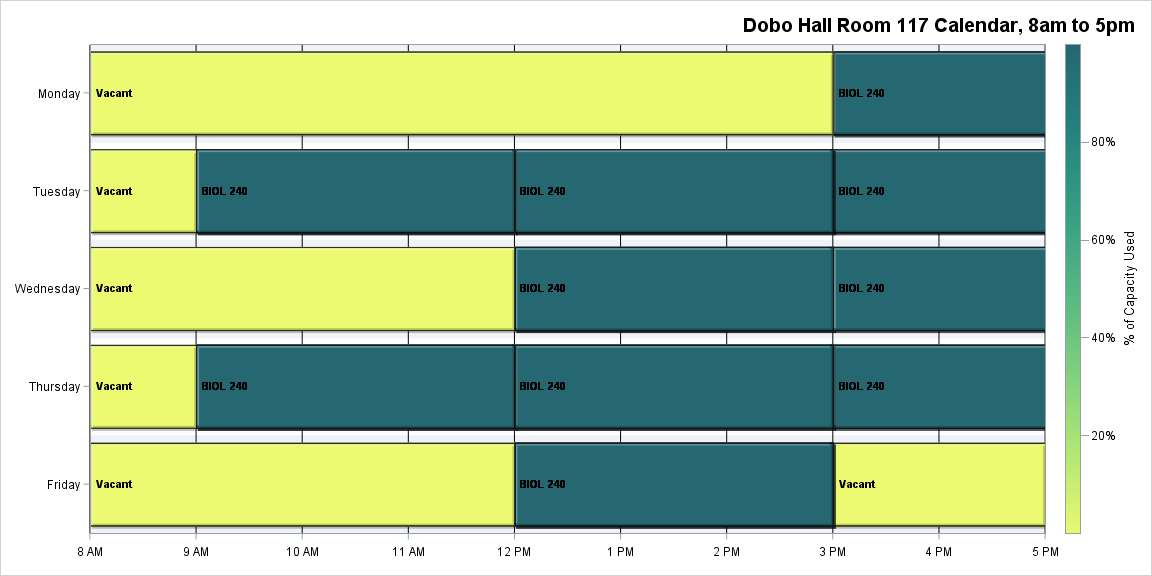 Dobo Hall Room 117 Calendar, 8am to 5pm
Monday Vacant BIOL 240
Tuesday Vacant BIOL 240 BIOL 240 BIOL 240
Wednesday Vacant BIOL 240 BIOL 240
Thursday Vacant BIOL 240 BIOL 240 BIOL 240
Friday Vacant BIOL 240 Vacant
8 AM 9 AM 10 AM 11 AM 12 PM 1 PM 2 PM 3 PM 4 PM 5 PM
80%
60%
40%
20%
% of Capacity Used